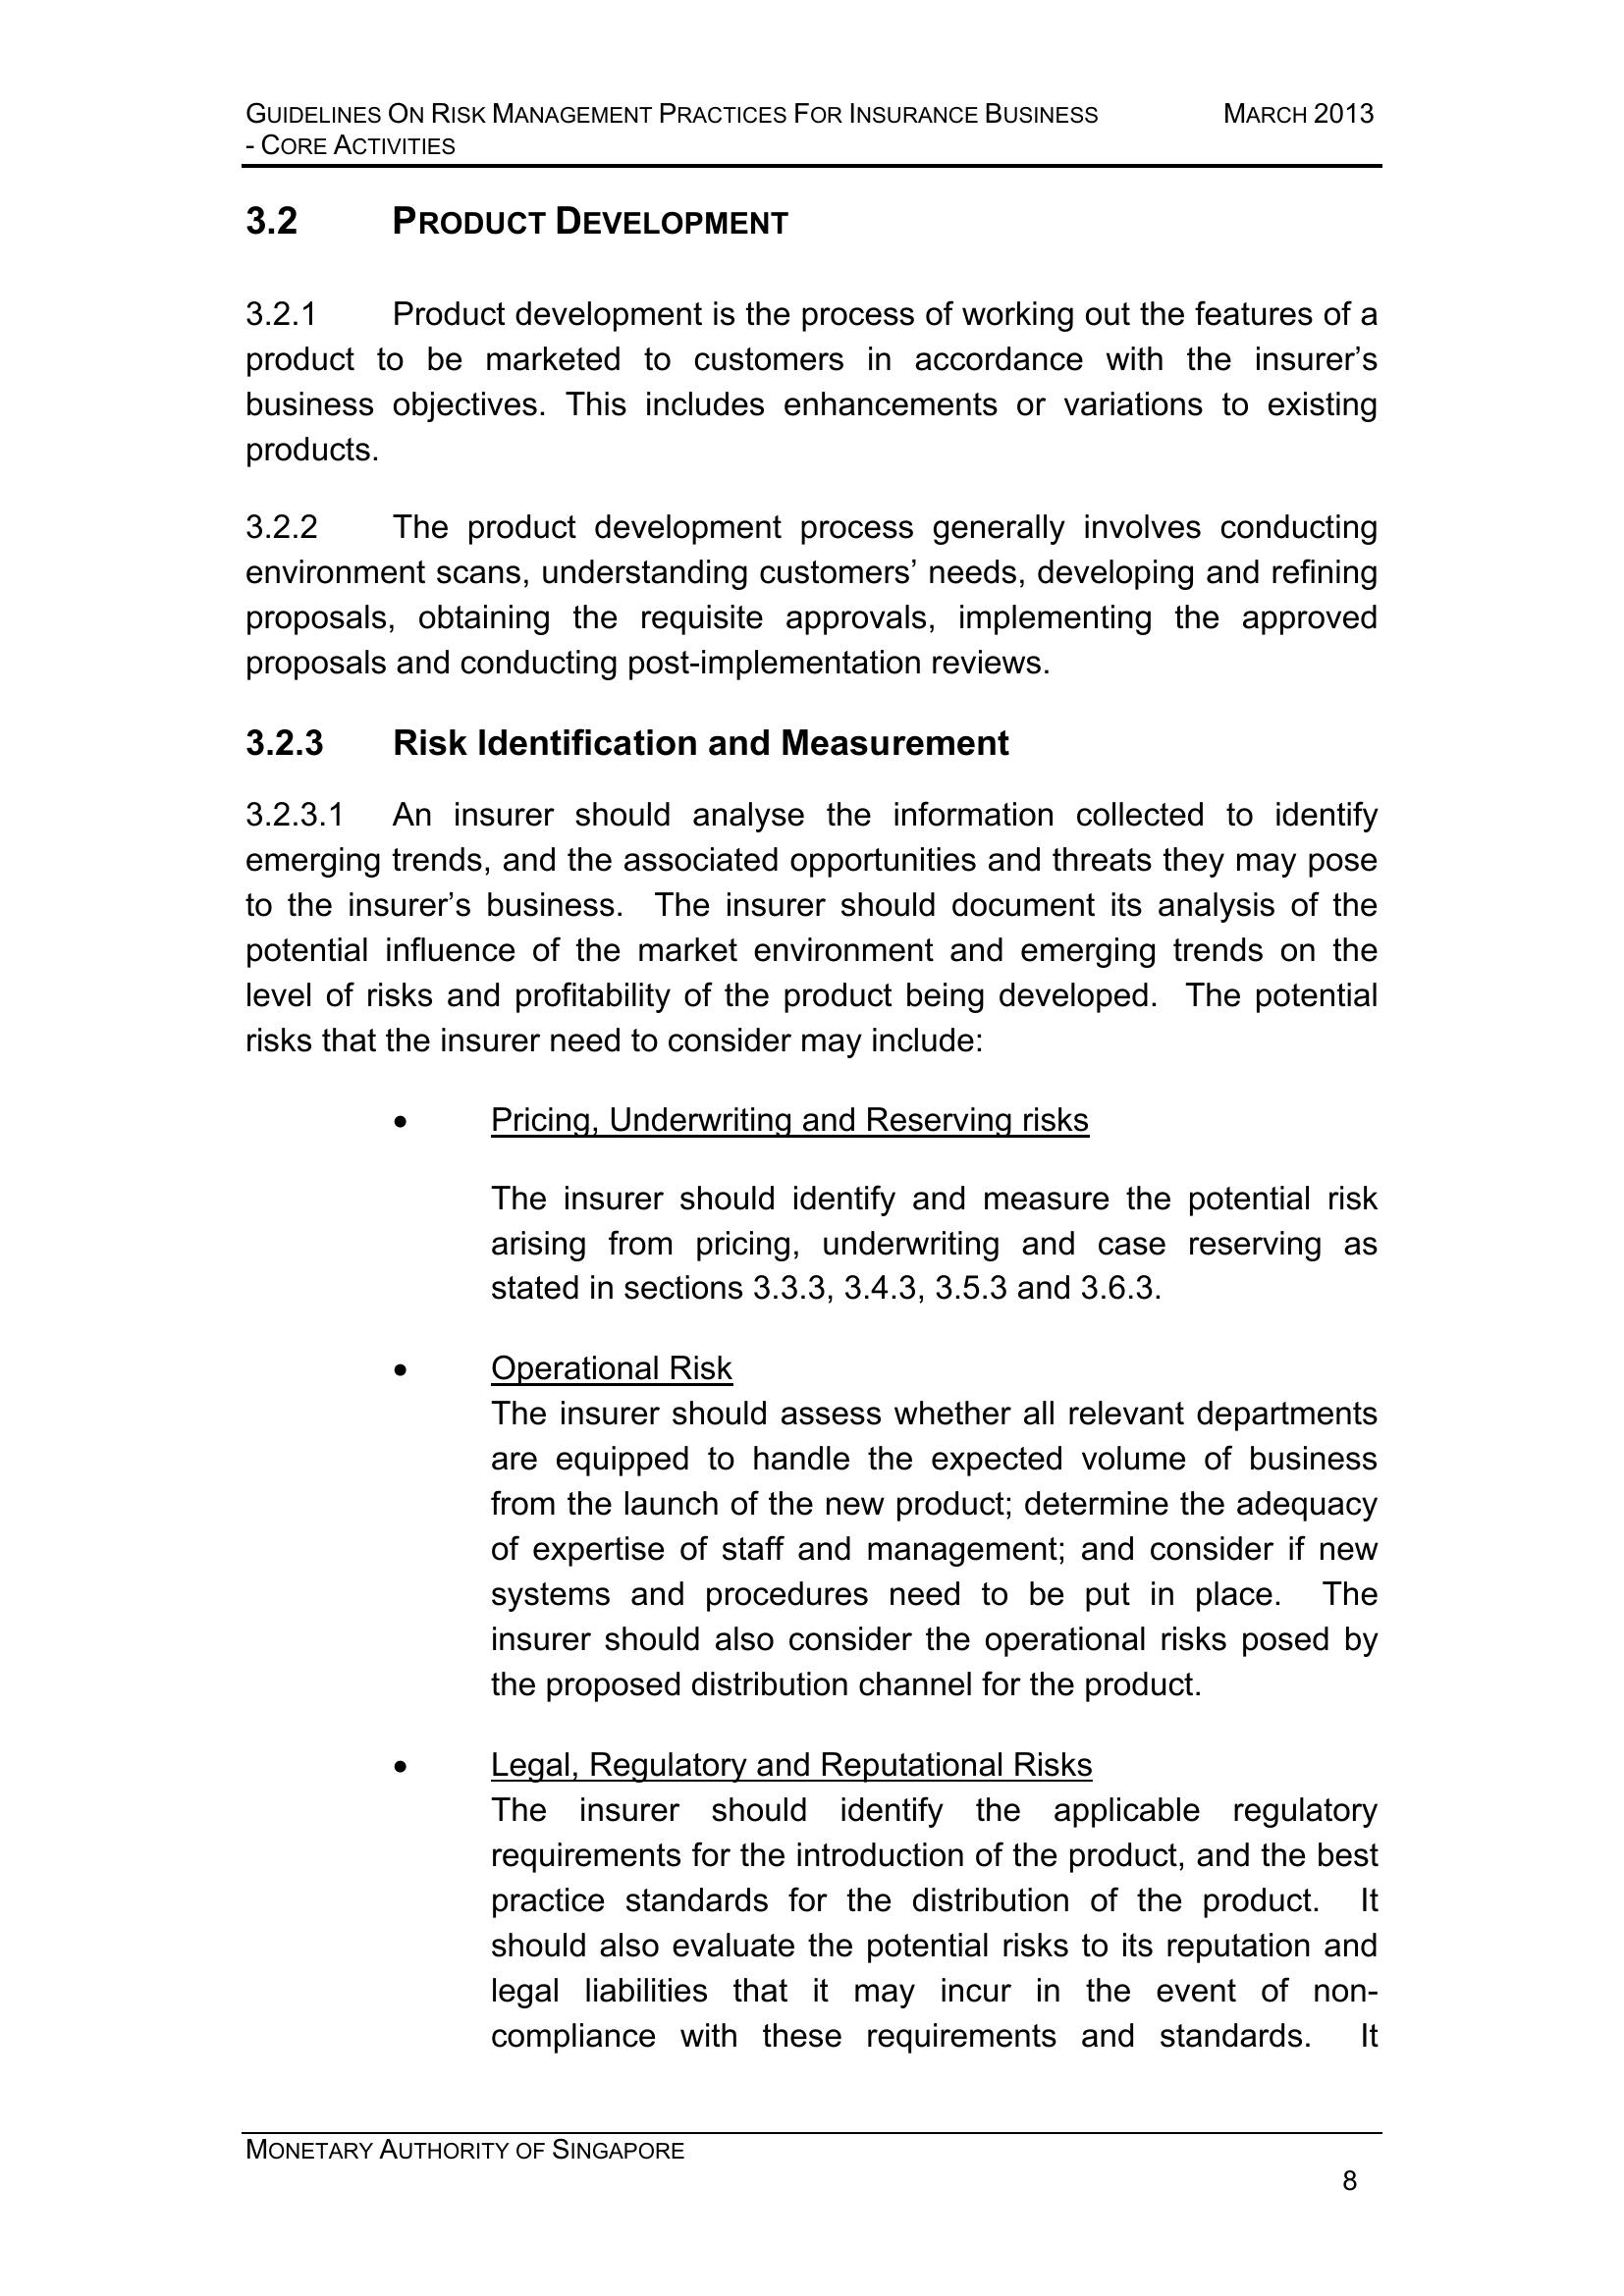 GUIDELINES ON RISK MANAGEMENT PRACTICES FOR INSURANCE BUSINESS MARCH 2013
- CORE ACTIVITIES
3.2 PRODUCT DEVELOPMENT
3.2.1 Product development is the process of working out the features of a
product to be marketed to customers in accordance with the insurer’s
business objectives. This includes enhancements or variations to existing
products.
3.2.2 The product development process generally involves conducting
environment scans, understanding customers’ needs, developing and refining
proposals, obtaining the requisite approvals, implementing the approved
proposals and conducting post-implementation reviews.
3.2.3 Risk Identification and Measurement
3.2.3.1 An insurer should analyse the information collected to identify
emerging trends, and the associated opportunities and threats they may pose
to the insurer’s business. The insurer should document its analysis of the
potential influence of the market environment and emerging trends on the
level of risks and profitability of the product being developed. The potential
risks that the insurer need to consider may include:
• Pricing, Underwriting and Reserving risks
The insurer should identify and measure the potential risk
arising from pricing, underwriting and case reserving as
stated in sections 3.3.3, 3.4.3, 3.5.3 and 3.6.3.
• Operational Risk
The insurer should assess whether all relevant departments
are equipped to handle the expected volume of business
from the launch of the new product; determine the adequacy
of expertise of staff and management; and consider if new
systems and procedures need to be put in place. The
insurer should also consider the operational risks posed by
the proposed distribution channel for the product.
• Legal, Regulatory and Reputational Risks
The insurer should identify the applicable regulatory
requirements for the introduction of the product, and the best
practice standards for the distribution of the product. It
should also evaluate the potential risks to its reputation and
legal liabilities that it may incur in the event of non-
compliance with these requirements and standards. It
MONETARY AUTHORITY OF SINGAPORE
8